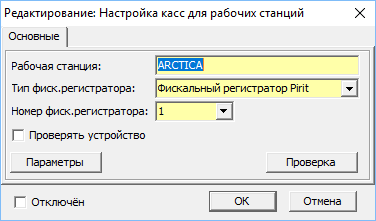 Редактирование: Настройка касс для рабочих станций
Основные
Рабочая станция: ARCTICA
Тип фиск.регистратора: Фискальный регистратор Pirit
Номер фиск.регистратора: 1
Проверять устройство
Параметры Проверка
Отключён OK Отмена